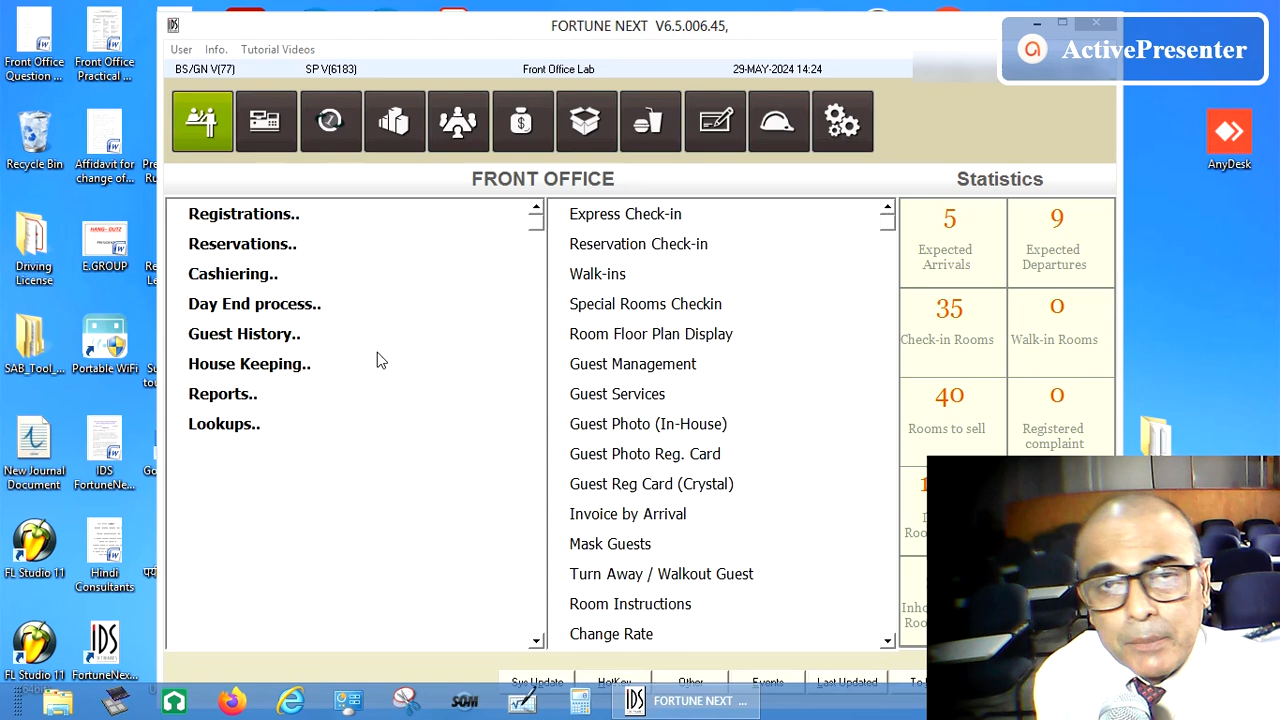 Front Office
Question ...
Front Office
Practical ...
Recycle Bin
Affidavit for
change of...
Driving
License
E.GROUP
SAB_Tool_...
Portable WiFi
New Journal
Document
IDS
FortuneNe...
FL Studio 11
Hindi
Consultants
FL Studio 11
FortuneNex...
IDS
FORTUNE NEXT V6.5.006.45,
User Info. Tutorial Videos
BS/GN V(77) SP V(6183) Front Office Lab 29-MAY-2024 14:24
ActivePresenter
AnyDesk
FRONT OFFICE
Statistics
Registrations..
Reservations..
Cashiering..
Day End process..
Guest History..
House Keeping..
Reports..
Lookups..
Express Check-in
Reservation Check-in
Walk-ins
Special Rooms Checkin
Room Floor Plan Display
Guest Management
Guest Services
Guest Photo (In-House)
Guest Photo Reg. Card
Guest Reg Card (Crystal)
Invoice by Arrival
Mask Guests
Turn Away / Walkout Guest
Room Instructions
Change Rate
5
Expected
Arrivals
9
Expected
Departures
35
Check-in Rooms
0
Walk-in Rooms
40
Rooms to sell
0
Registered
complaint
Sys Update HotKey Other Events Last Updated
SOM
IDS FORTUNE NEXT ...